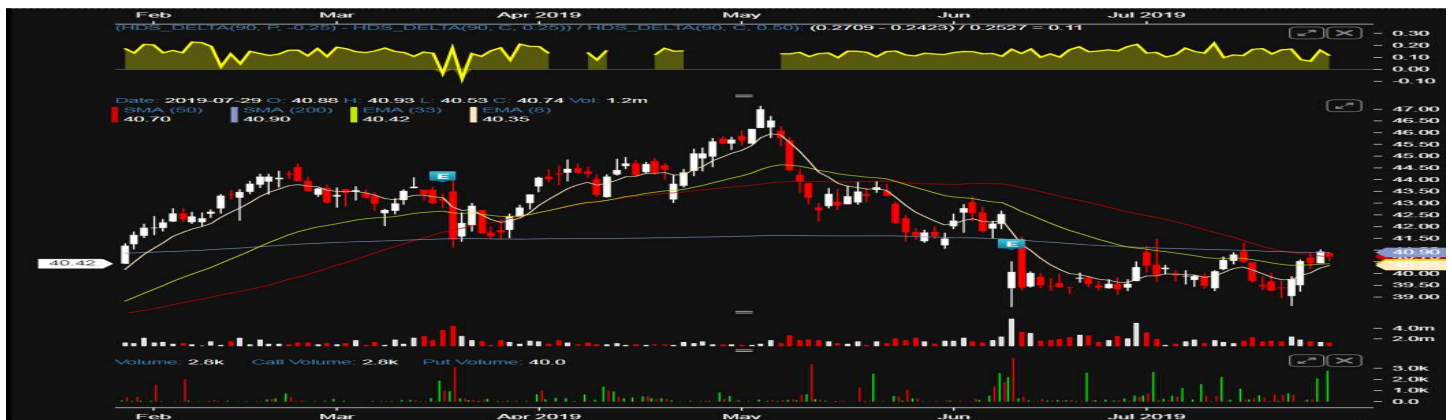 Feb Mar Apr 2019 May Jun Jul 2019
(HDS_DELTA(90, P, -0.25) - HDS_DELTA(90, C, 0.25)) / HDS_DELTA(90, C, 0.50): (0.2709 - 0.2423) / 0.2527 = 0.11
0.30
0.20
0.10
0.00
-0.10
Date: 2019-07-29 O: 40.88 H: 40.93 L: 40.53 C: 40.74 Vol: 1.2m
SMA (50) SMA (200) EMA (33) EMA (8)
40.70 40.90 40.42 40.35
47.00
46.50
46.00
45.50
45.00
44.50
44.00
43.50
43.00
42.50
42.00
41.50
40.90
40.00
39.50
39.00
E
E
40.42
4.0m
2.0m
Volume: 2.8k Call Volume: 2.8k Put Volume: 40.0
3.0k
2.0k
1.0k
0.0
Feb Mar Apr 2019 May Jun Jul 2019